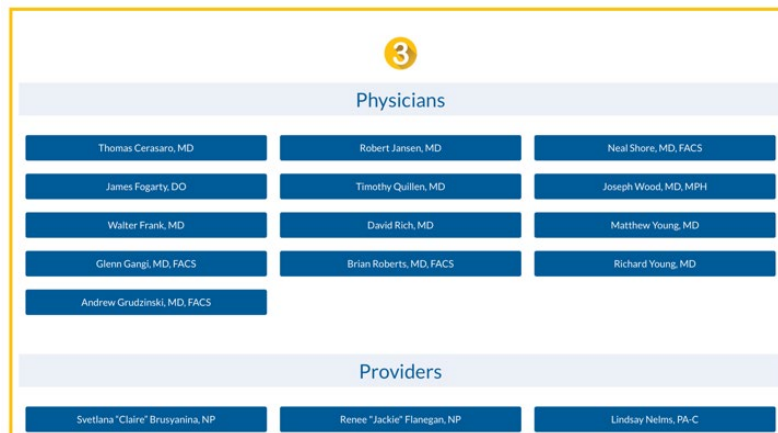 3
Physicians
Thomas Cerasaro, MD
Robert Jansen, MD
Neal Shore, MD, FACS
James Fogarty, DO
Timothy Quillen, MD
Joseph Wood, MD, MPH
Walter Frank, MD
David Rich, MD
Matthew Young, MD
Glenn Gangi, MD, FACS
Brian Roberts, MD, FACS
Richard Young, MD
Andrew Grudzinski, MD, FACS
Providers
Svetlana "Claire" Brusyanina, NP
Renee "Jackie" Flanegan, NP
Lindsay Nelms, PA-C